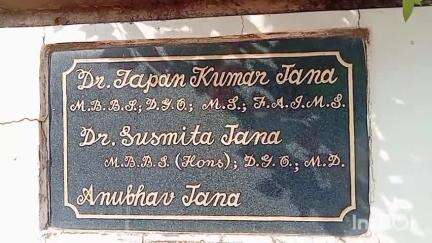 Dr. Tapan Kumar Jana
M.B.B.S; D.G.O; M.S.; F.A.I.M.S.
Dr. Susmita Jana
M.B.B.S (Hons); D.G.O.; M.D.
Anubhav Jana